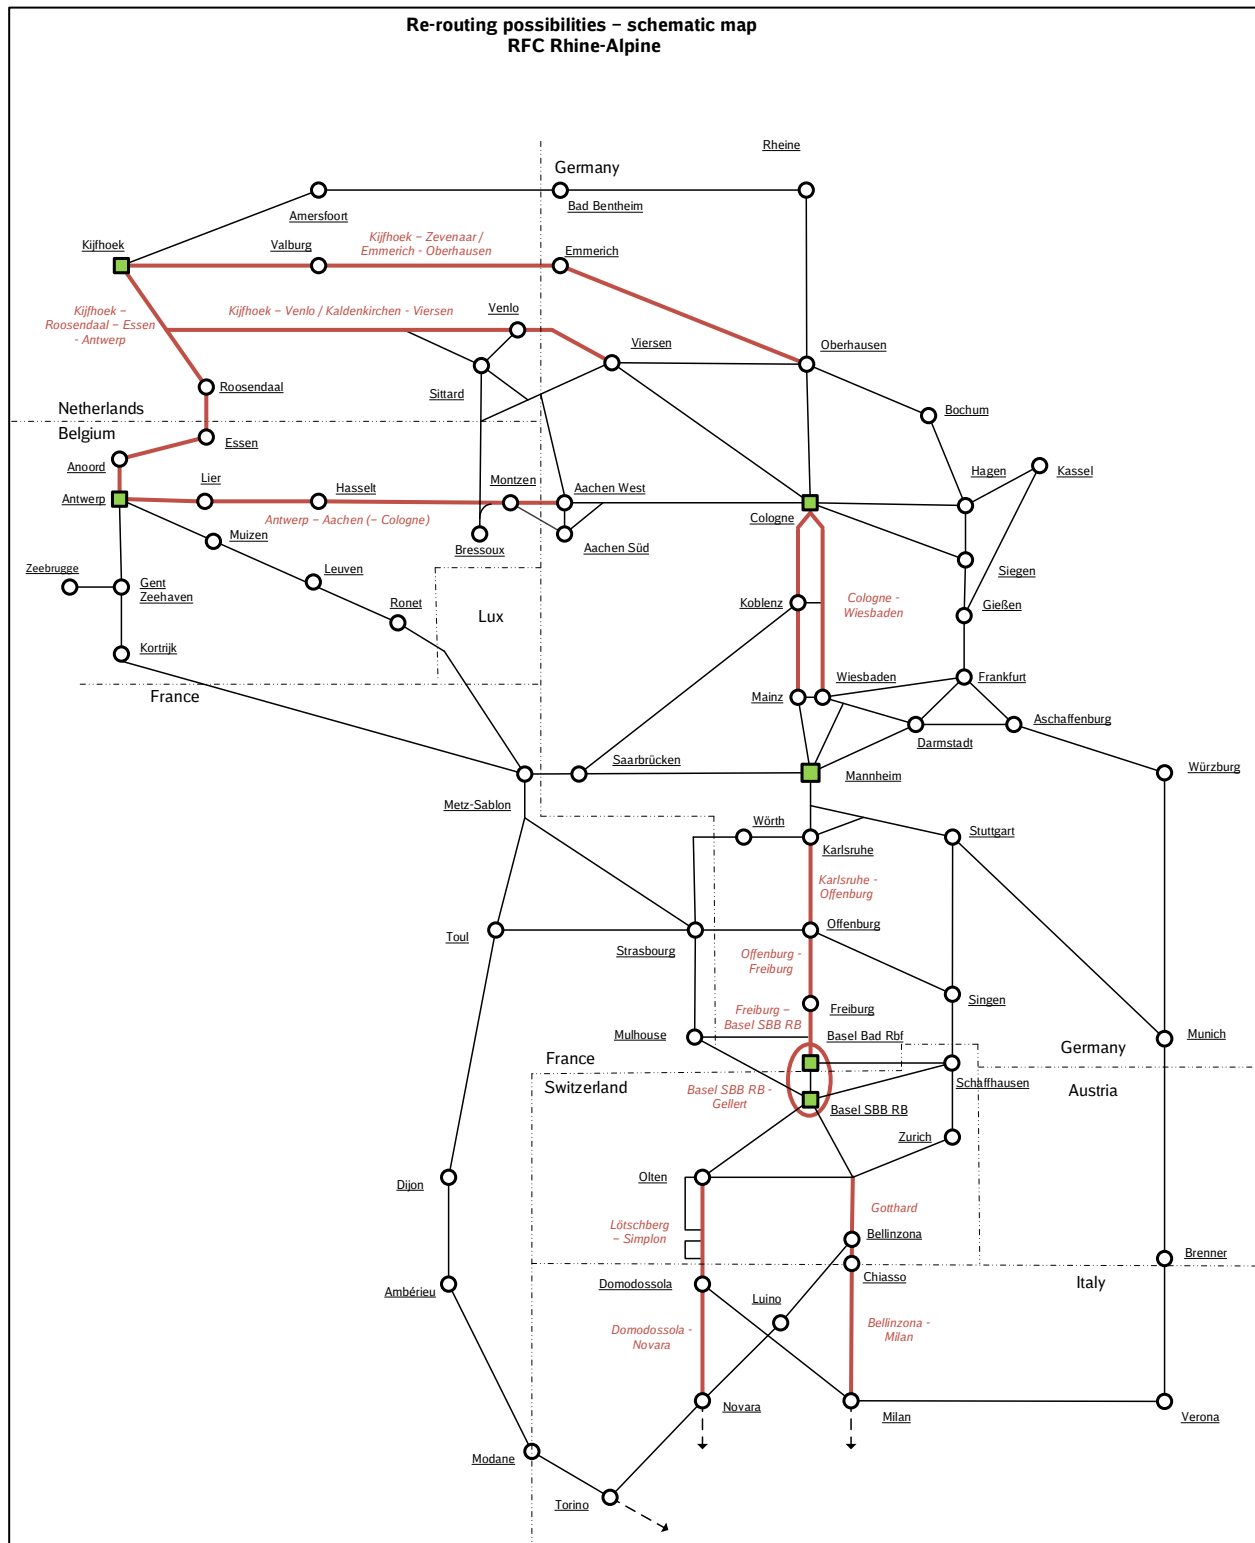 Re-routing possibilities – schematic map
RFC Rhine-Alpine
Rheine
Germany
Bad Bentheim
Amersfoort
Kijfhoek
Valburg
Kijfhoek – Zevenaar /
Emmerich - Oberhausen
Emmerich
Kijfhoek –
Roosendaal – Essen
- Antwerp
Kijfhoek – Venlo / Kaldenkirchen - Viersen
Venlo
Viersen
Oberhausen
Roosendaal
Sittard
Netherlands
Bochum
Belgium
Essen
Anoord
Hagen
Kassel
Lier
Hasselt
Montzen
Aachen West
Antwerp
Antwerp – Aachen (– Cologne)
Cologne
Muizen
Bressoux
Aachen Süd
Zeebrugge
Gent
Zeehaven
Leuven
Siegen
Ronet
Lux
Koblenz
Cologne -
Wiesbaden
Gießen
Kortrijk
France
Mainz
Wiesbaden
Frankfurt
Aschaffenburg
Darmstadt
Saarbrücken
Mannheim
Würzburg
Metz-Sablon
Wörth
Karlsruhe
Stuttgart
Karlsruhe -
Offenburg
Toul
Strasbourg
Offenburg
Offenburg -
Freiburg
Singen
Freiburg –
Basel SBB RB
Freiburg
Mulhouse
Basel Bad Rbf
Munich
France
Germany
Switzerland
Basel SBB RB -
Gellert
Schaffhausen
Austria
Basel SBB RB
Zurich
Olten
Dijon
Gotthard
Lötschberg
– Simplon
Bellinzona
Brenner
Domodossola
Chiasso
Italy
Ambérieu
Luino
Domodossola -
Novara
Bellinzona -
Milan
Novara
Milan
Verona
Modane
Torino